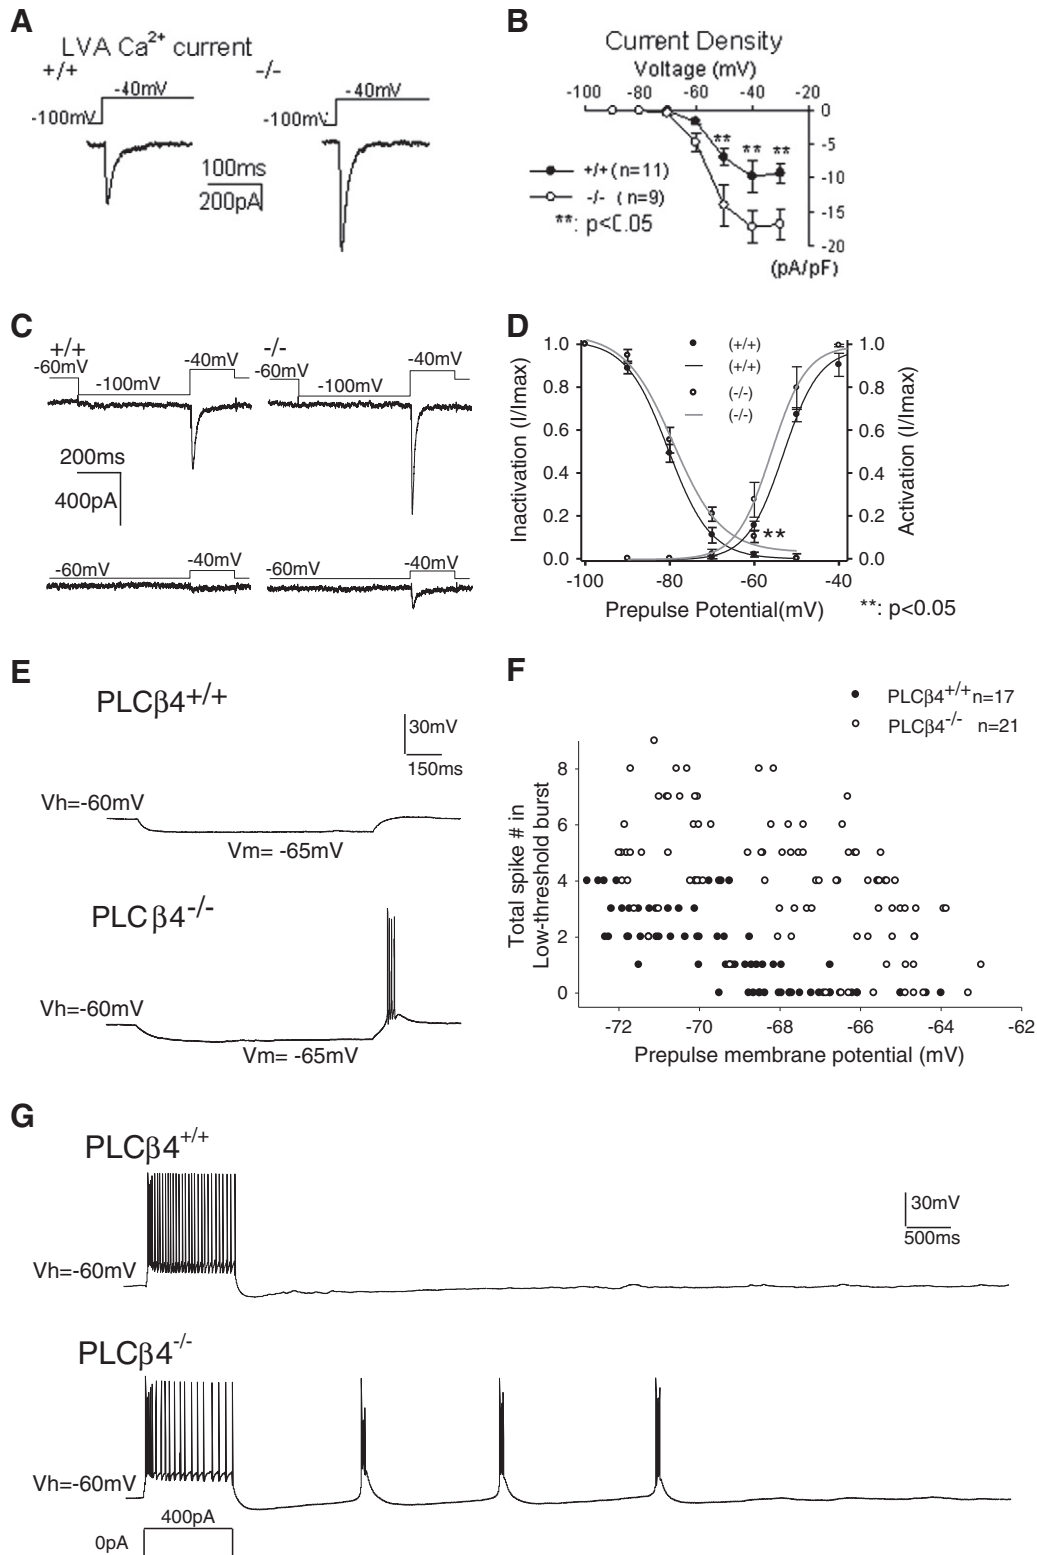 A
LVA Ca2+ current
+/+
-/-
-40mV
-40mV
-100mV
-100mV
100ms
200pA
B
Current Density
Voltage (mV)
-100 -80 -60 -40 -20
0
-5
-10
-15
-20
(pA/pF)
** ** **
+/+ (n=11)
-/- (n=9)
**: p<0.05
C
+/+
-/-
-60mV
-40mV
-100mV
-60mV
-40mV
-100mV
200ms
400pA
-60mV
-40mV
-60mV
-40mV
D
Inactivation (I/Imax)
1.0
0.8
0.6
0.4
0.2
0.0
(+/+)
(+/+)
(-/-)
(-/-)
**
1.0
0.8
0.6
0.4
0.2
0.0
Activation (I/Imax)
-100 -80 -60 -40
Prepulse Potential(mV)
**: p<0.05
E
PLCβ4+/+
30mV
150ms
Vh=-60mV
Vm= -65mV
PLCβ4-/-
Vh=-60mV
Vm= -65mV
F
PLCβ4+/+ n=17
PLCβ4-/- n=21
Total spike # in
Low-threshold burst
8
6
4
2
0
-72 -70 -68 -66 -64 -62
Prepulse membrane potential (mV)
G
PLCβ4+/+
30mV
500ms
Vh=-60mV
PLCβ4-/-
Vh=-60mV
400pA
0pA